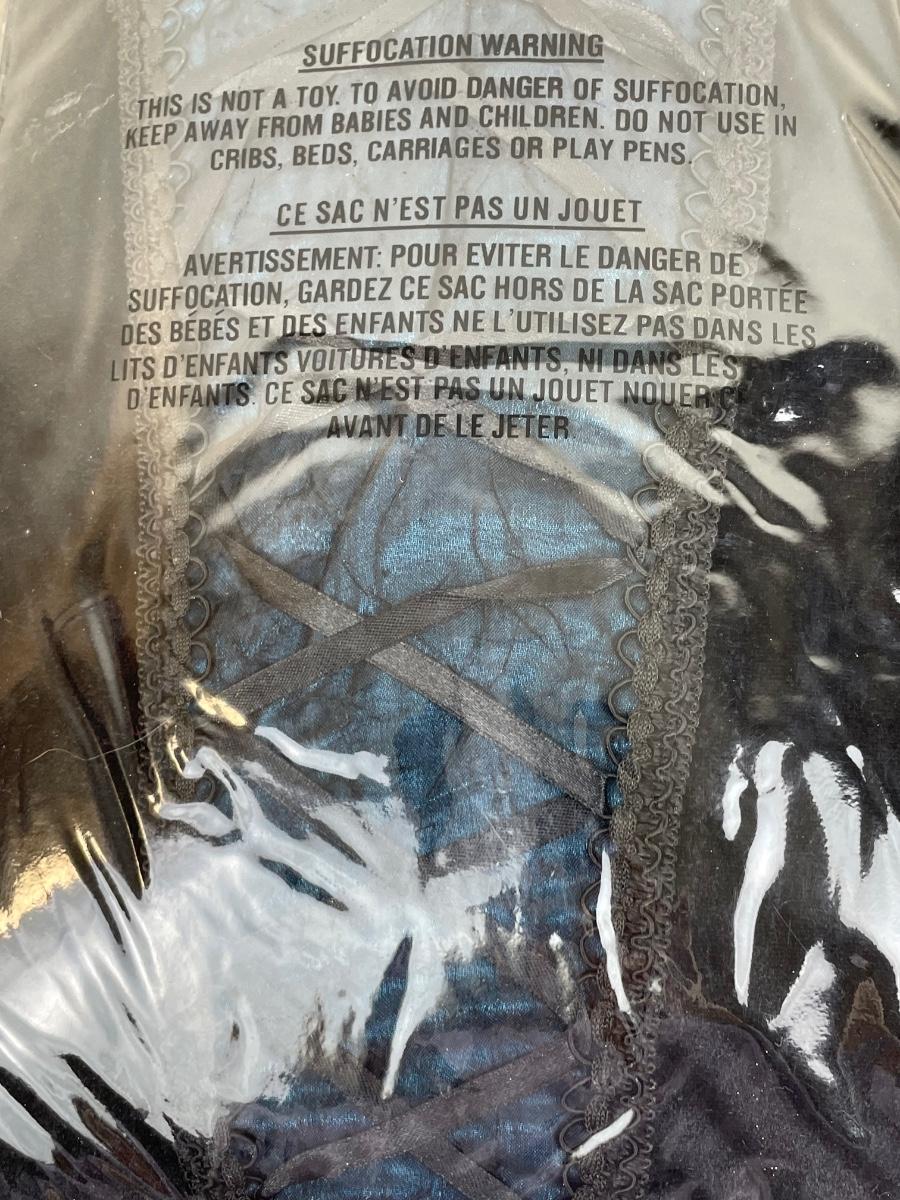 SUFFOCATION WARNING
THIS IS NOT A TOY. TO AVOID DANGER OF SUFFOCATION,
KEEP AWAY FROM BABIES AND CHILDREN. DO NOT USE IN
CRIBS, BEDS, CARRIAGES OR PLAY PENS.
CE SAC N'EST PAS UN JOUET
AVERTISSEMENT: POUR EVITER LE DANGER DE
SUFFOCATION, GARDEZ CE SAC HORS DE LA SAC PORTÉE
DES BÉBÉS ET DES ENFANTS NE L'UTILISEZ PAS DANS LES
LITS D'ENFANTS VOITURES D'ENFANTS, NI DANS LES
D'ENFANTS. CE SAC N'EST PAS UN JOUET NOUER CE
AVANT DE LE JETER